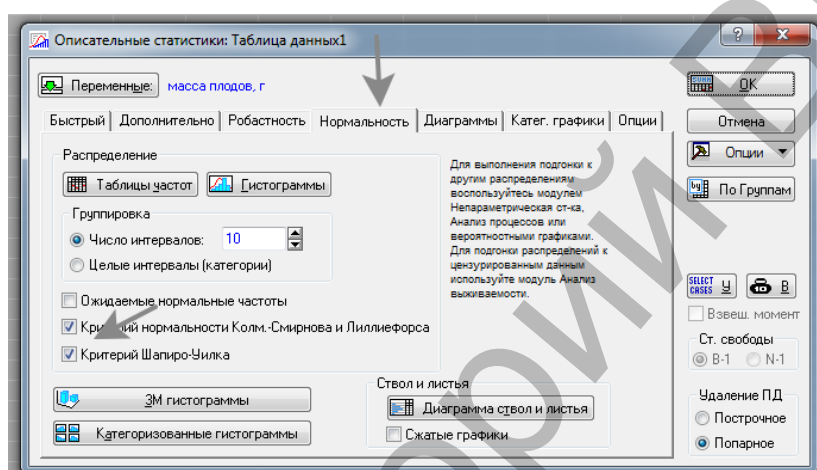 Описательные статистики: Таблица данных1
Переменные: масса плодов, г
OK
Быстрый Дополнительно Робастность Нормальность Диаграммы Катег. графики Опции
Отмена
Распределение
Опции
Таблицы частот Гистограммы
По Группам
Группировка
Число интервалов: 10
Целые интервалы (категории)
Для выполнения подгонки к
другим распределениям
воспользуйтесь модулем
Непараметрическая ст-ка,
Анализ процессов или
вероятностными графиками.
Для подгонки распределений к
цензурированным данным
используйте модуль Анализ
выживаемости.
Ожидаемые нормальные частоты
Критерий нормальности Колм.-Смирнова и Лиллиефорса
Критерий Шапиро-Уилка
SELECT CASES У В
Взвеш. момент
Ст. свободы
В-1 N-1
3М гистограммы
Категоризованные гистограммы
Ствол и листья
Диаграмма ствол и листья
Сжатые графики
Удаление ПД
Построчное
Попарное